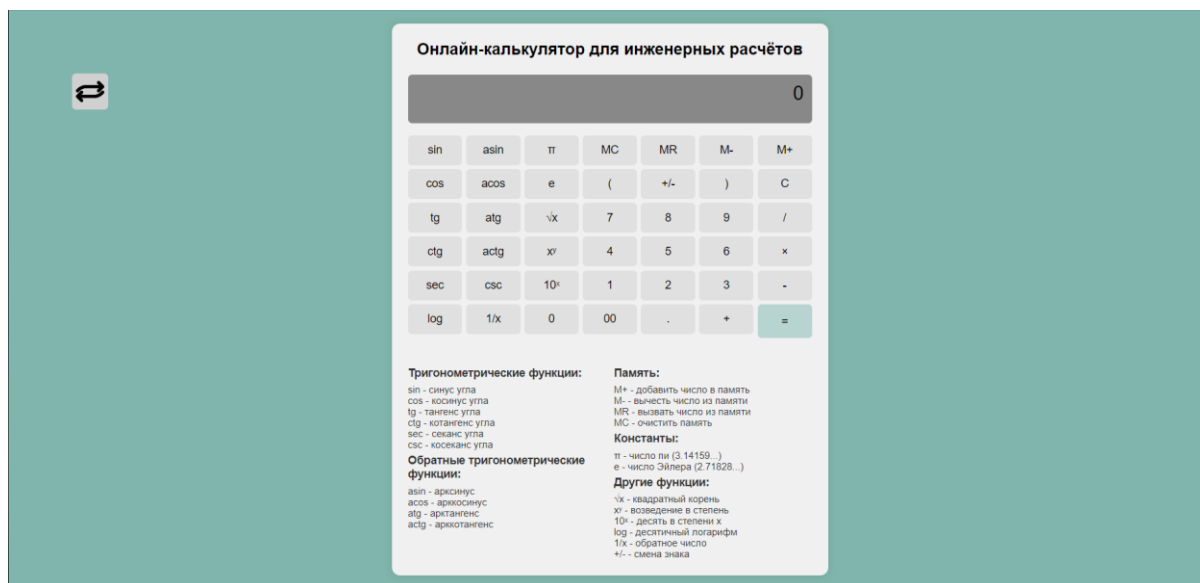 Онлайн-калькулятор для инженерных расчётов
0
sin asin π MC MR M- M+
cos acos e ( +/- ) C
tg atg √x 7 8 9 /
ctg actg xʸ 4 5 6 ×
sec csc 10ˣ 1 2 3 -
log 1/x 0 00 . + =
Тригонометрические функции:
sin - синус угла
cos - косинус угла
tg - тангенс угла
ctg - котангенс угла
sec - секанс угла
csc - косеканс угла
Обратные тригонометрические
функции:
asin - арксинус
acos - арккосинус
atg - арктангенс
actg - арккотангенс
Память:
M+ - добавить число в память
M- - вычесть число из памяти
MR - вызвать число из памяти
MC - очистить память
Константы:
π - число пи (3.14159...)
e - число Эйлера (2.71828...)
Другие функции:
√x - квадратный корень
xʸ - возведение в степень
10ˣ - десять в степени x
log - десятичный логарифм
1/x - обратное число
+/- - смена знака